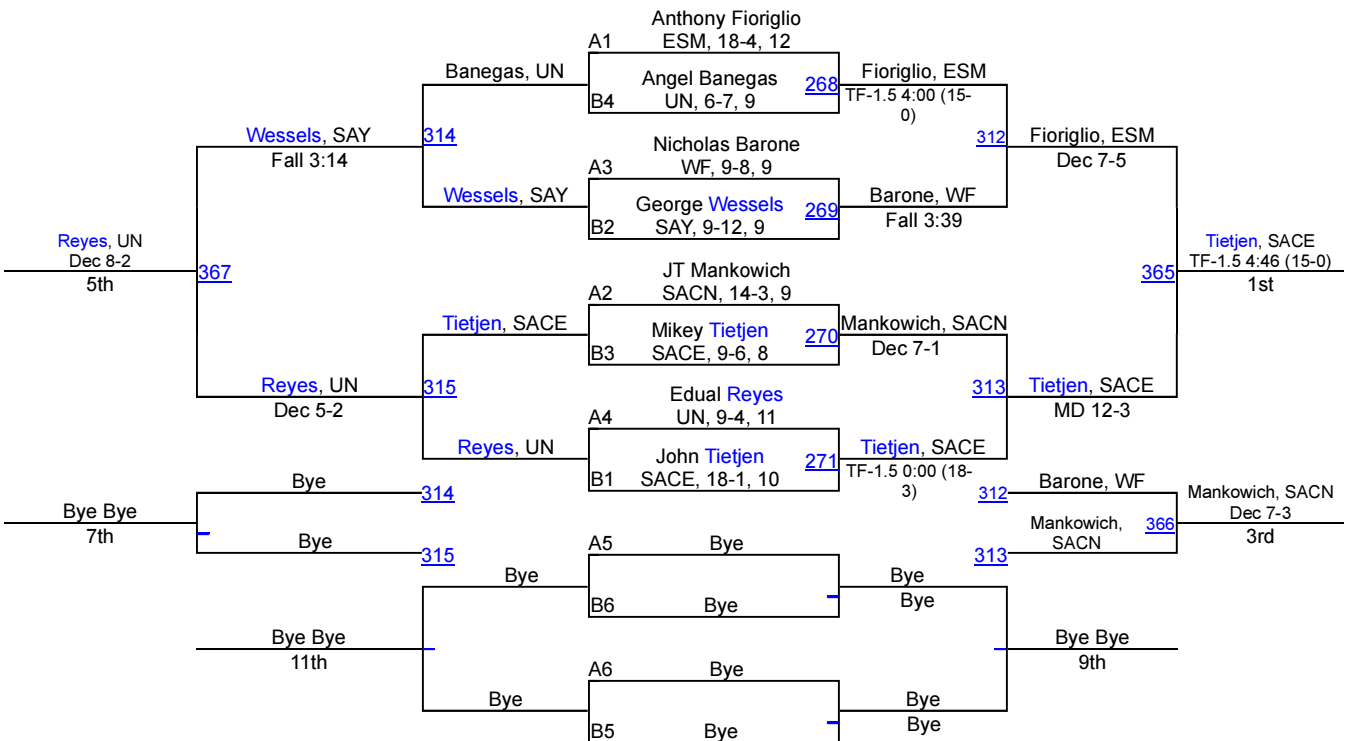 Anthony Fioriglio
A1
ESM, 18-4, 12
Banegas, UN
Angel Banegas
268
Fioriglio, ESM
B4
UN, 6-7, 9
TF-1.5 4:00 (15-
0)
Wessels, SAY
314
312
Fioriglio, ESM
Fall 3:14
Nicholas Barone
Dec 7-5
A3
WF, 9-8, 9
Wessels, SAY
George Wessels
269
Barone, WF
B2
SAY, 9-12, 9
Fall 3:39
Reyes, UN
Dec 8-2
367
5th
365
Tietjen, SACE
TF-1.5 4:46 (15-0)
1st
JT Mankowich
A2
SACN, 14-3, 9
Tietjen, SACE
Mikey Tietjen
270
Mankowich, SACN
B3
SACE, 9-6, 8
Dec 7-1
Reyes, UN
315
313
Tietjen, SACE
Dec 5-2
Edual Reyes
MD 12-3
A4
UN, 9-4, 11
Reyes, UN
John Tietjen
271
Tietjen, SACE
B1
SACE, 18-1, 10
TF-1.5 0:00 (18-
3)
Bye
314
312
Barone, WF
Bye Bye
7th
366
Mankowich, SACN
Dec 7-3
3rd
Bye
315
313
Mankowich,
SACN
A5
Bye
Bye
Bye
Bye
B6
Bye
Bye Bye
11th
Bye Bye
9th
A6
Bye
Bye
Bye
Bye
B5
Bye